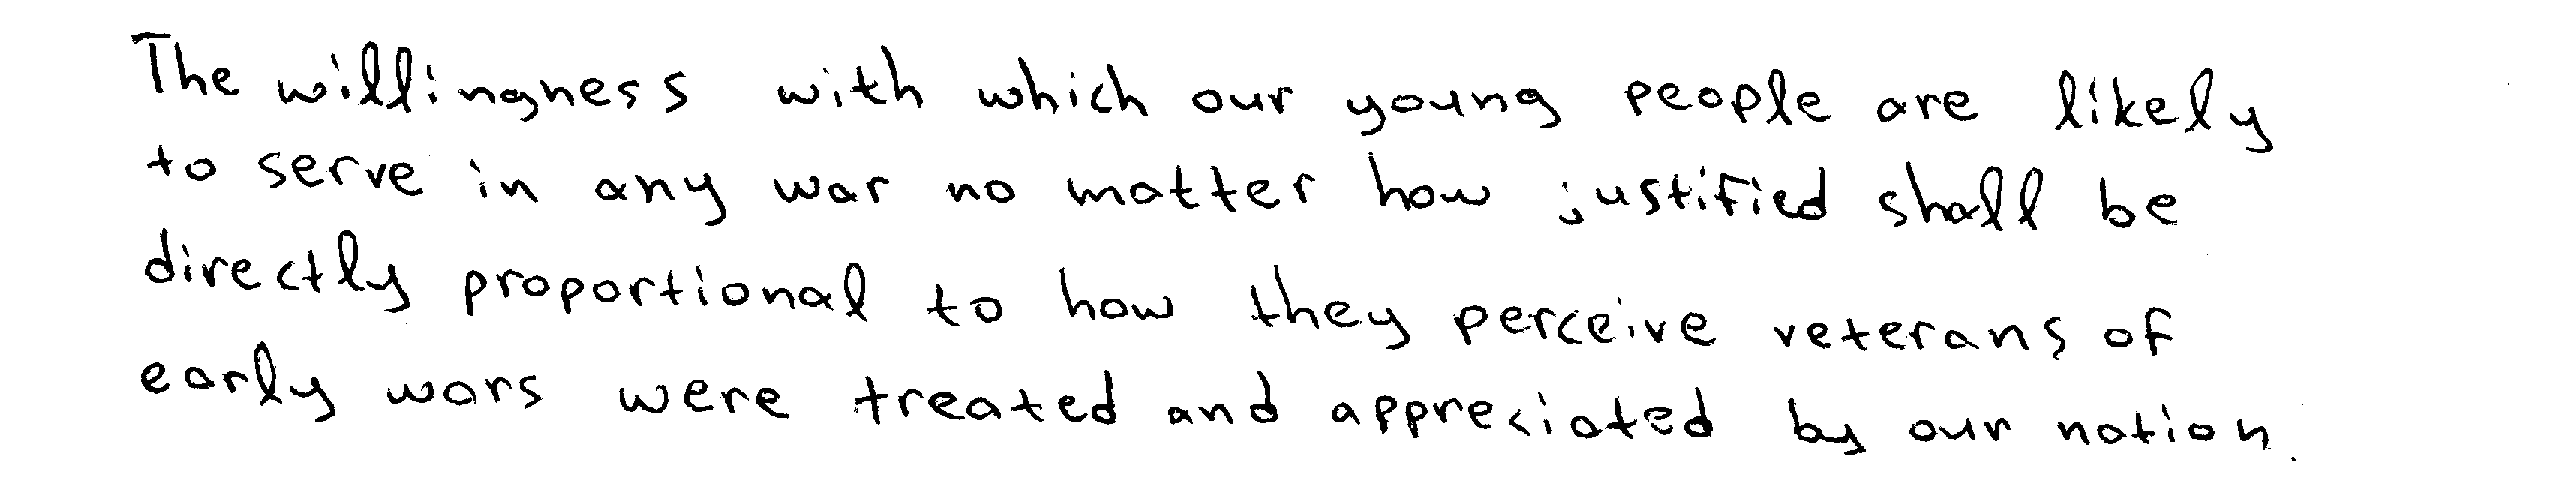 The willingness with which our young people are likely
to serve in any war no matter how justified shall be
directly proportional to how they perceive veterans of
early wars were treated and appreciated by our nation.